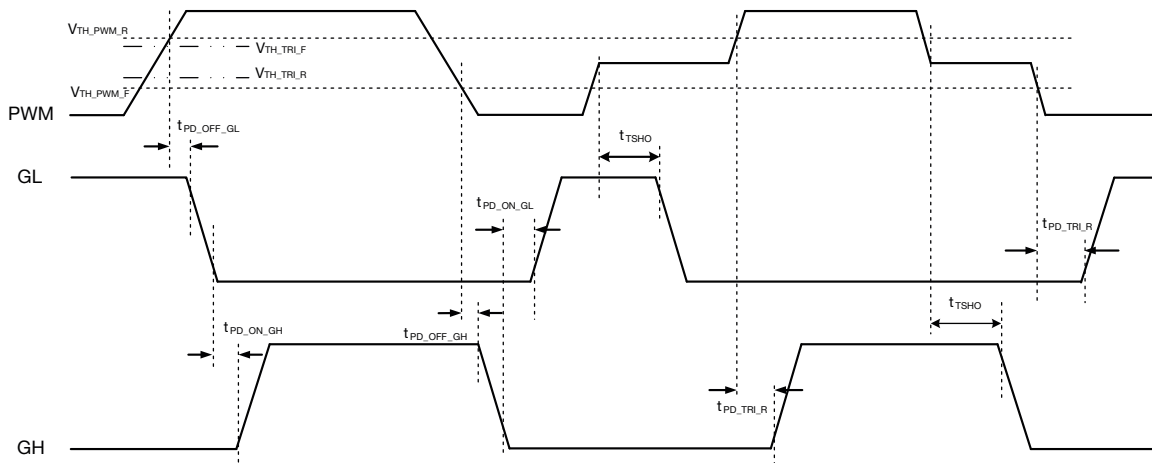 VTH_PWM_R
VTH_TRI_F
VTH_TRI_R
VTH_PWM_F
PWM
tPD_OFF_GL
tTSHO
GL
tPD_ON_GL
tPD_TRI_R
tTSHO
tPD_ON_GH
tPD_OFF_GH
tPD_TRI_R
GH